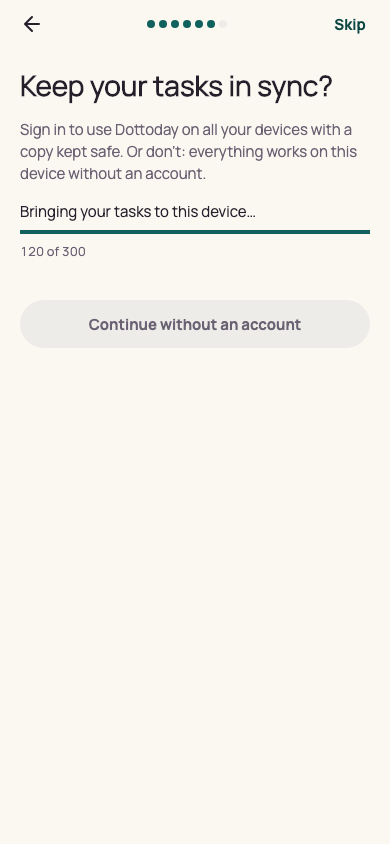 Skip
Keep your tasks in sync?
Sign in to use Dottoday on all your devices with a
copy kept safe. Or don't: everything works on this
device without an account.
Bringing your tasks to this device…
120 of 300
Continue without an account